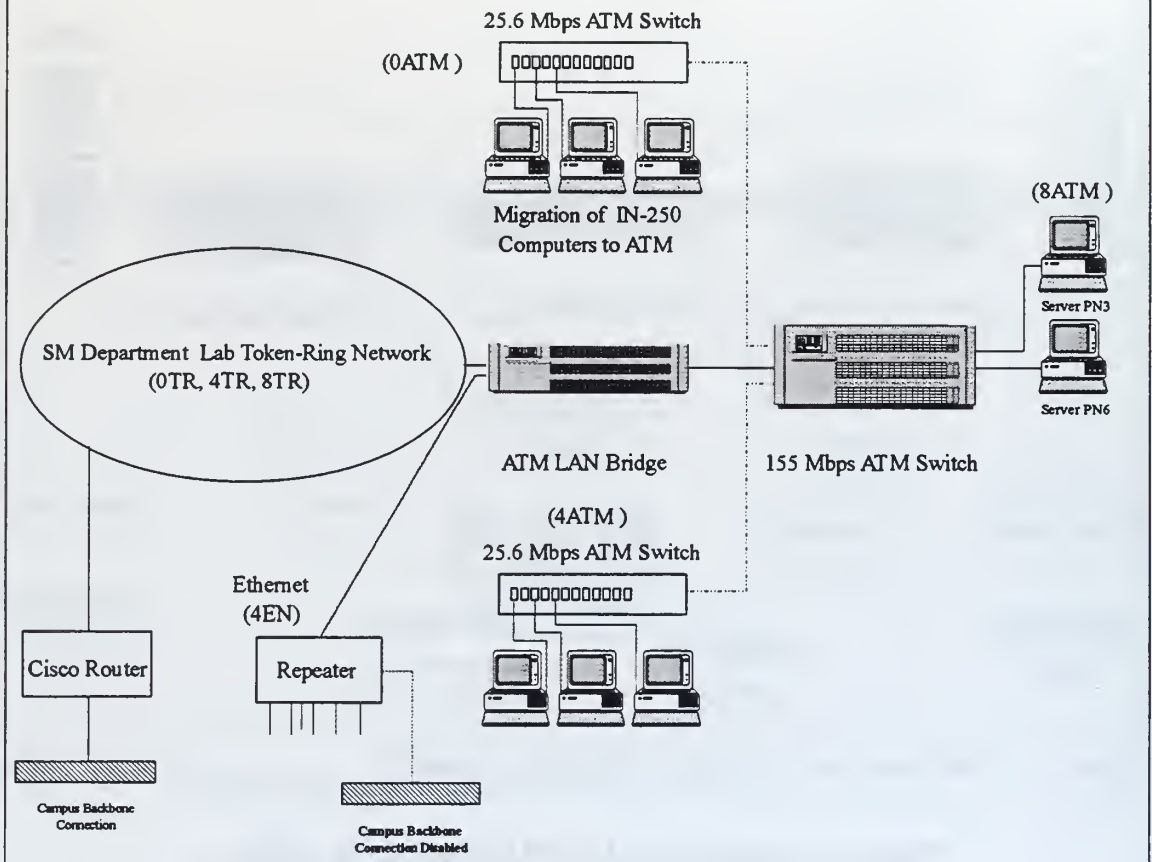 25.6 Mbps ATM Switch
(0ATM )
Migration of IN-250
Computers to ATM
(8ATM )
Server PN3
Server PN6
SM Department Lab Token-Ring Network
(0TR, 4TR, 8TR)
ATM LAN Bridge
155 Mbps ATM Switch
(4ATM )
25.6 Mbps ATM Switch
Ethernet
(4EN)
Cisco Router
Repeater
Campus Backbone
Connection
Campus Backbone
Connection Disabled